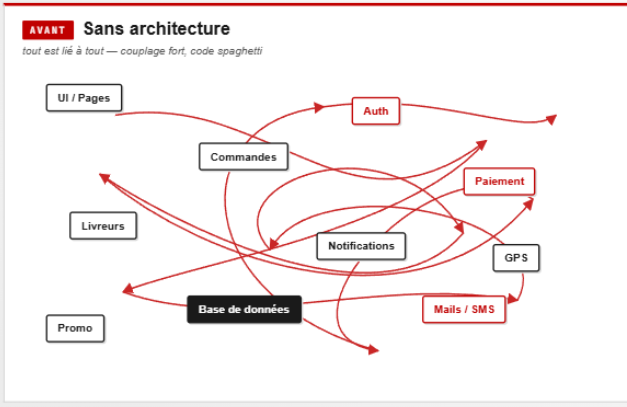 AVANT Sans architecture
tout est lié à tout — couplage fort, code spaghetti
UI / Pages
Auth
Commandes
Paiement
Livreurs
Notifications
GPS
Base de données
Mails / SMS
Promo